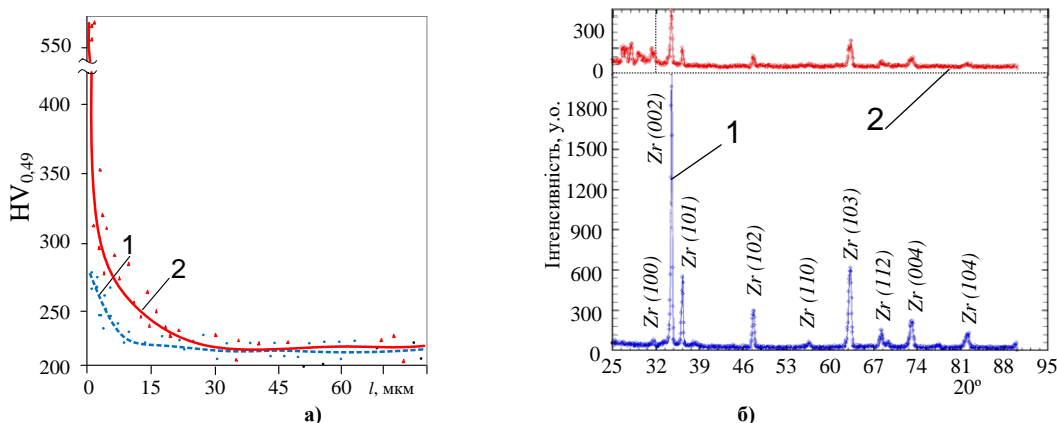 HV0,49
550
400
350
300
250
200
1
2
0
15
30
45
60
l, мкм
а)
Інтенсивність, у.о.
300
0
1800
1500
1200
900
600
300
0
Zr (100)
Zr (002)
Zr (101)
Zr (102)
Zr (110)
Zr (103)
Zr (112)
Zr (004)
Zr (104)
1
2
25
32
39
46
53
60
67
74
81
88
95
20º
б)